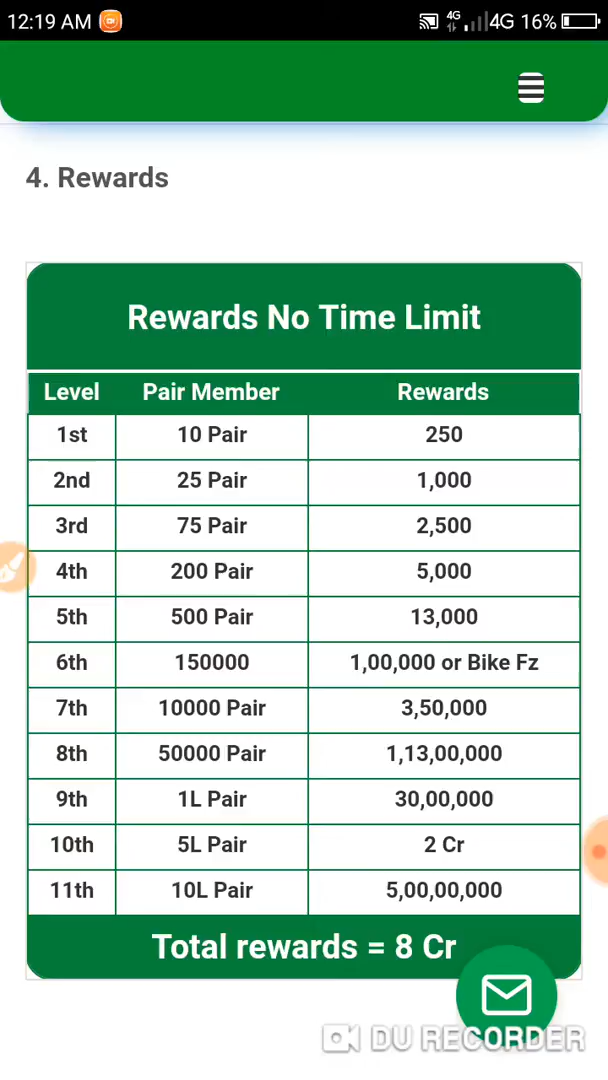 12:19 AM 4G 4G 16%
4. Rewards
Rewards No Time Limit
Level Pair Member Rewards
1st 10 Pair 250
2nd 25 Pair 1,000
3rd 75 Pair 2,500
4th 200 Pair 5,000
5th 500 Pair 13,000
6th 150000 1,00,000 or Bike Fz
7th 10000 Pair 3,50,000
8th 50000 Pair 1,13,00,000
9th 1L Pair 30,00,000
10th 5L Pair 2 Cr
11th 10L Pair 5,00,00,000
Total rewards = 8 Cr
DU RECORDER